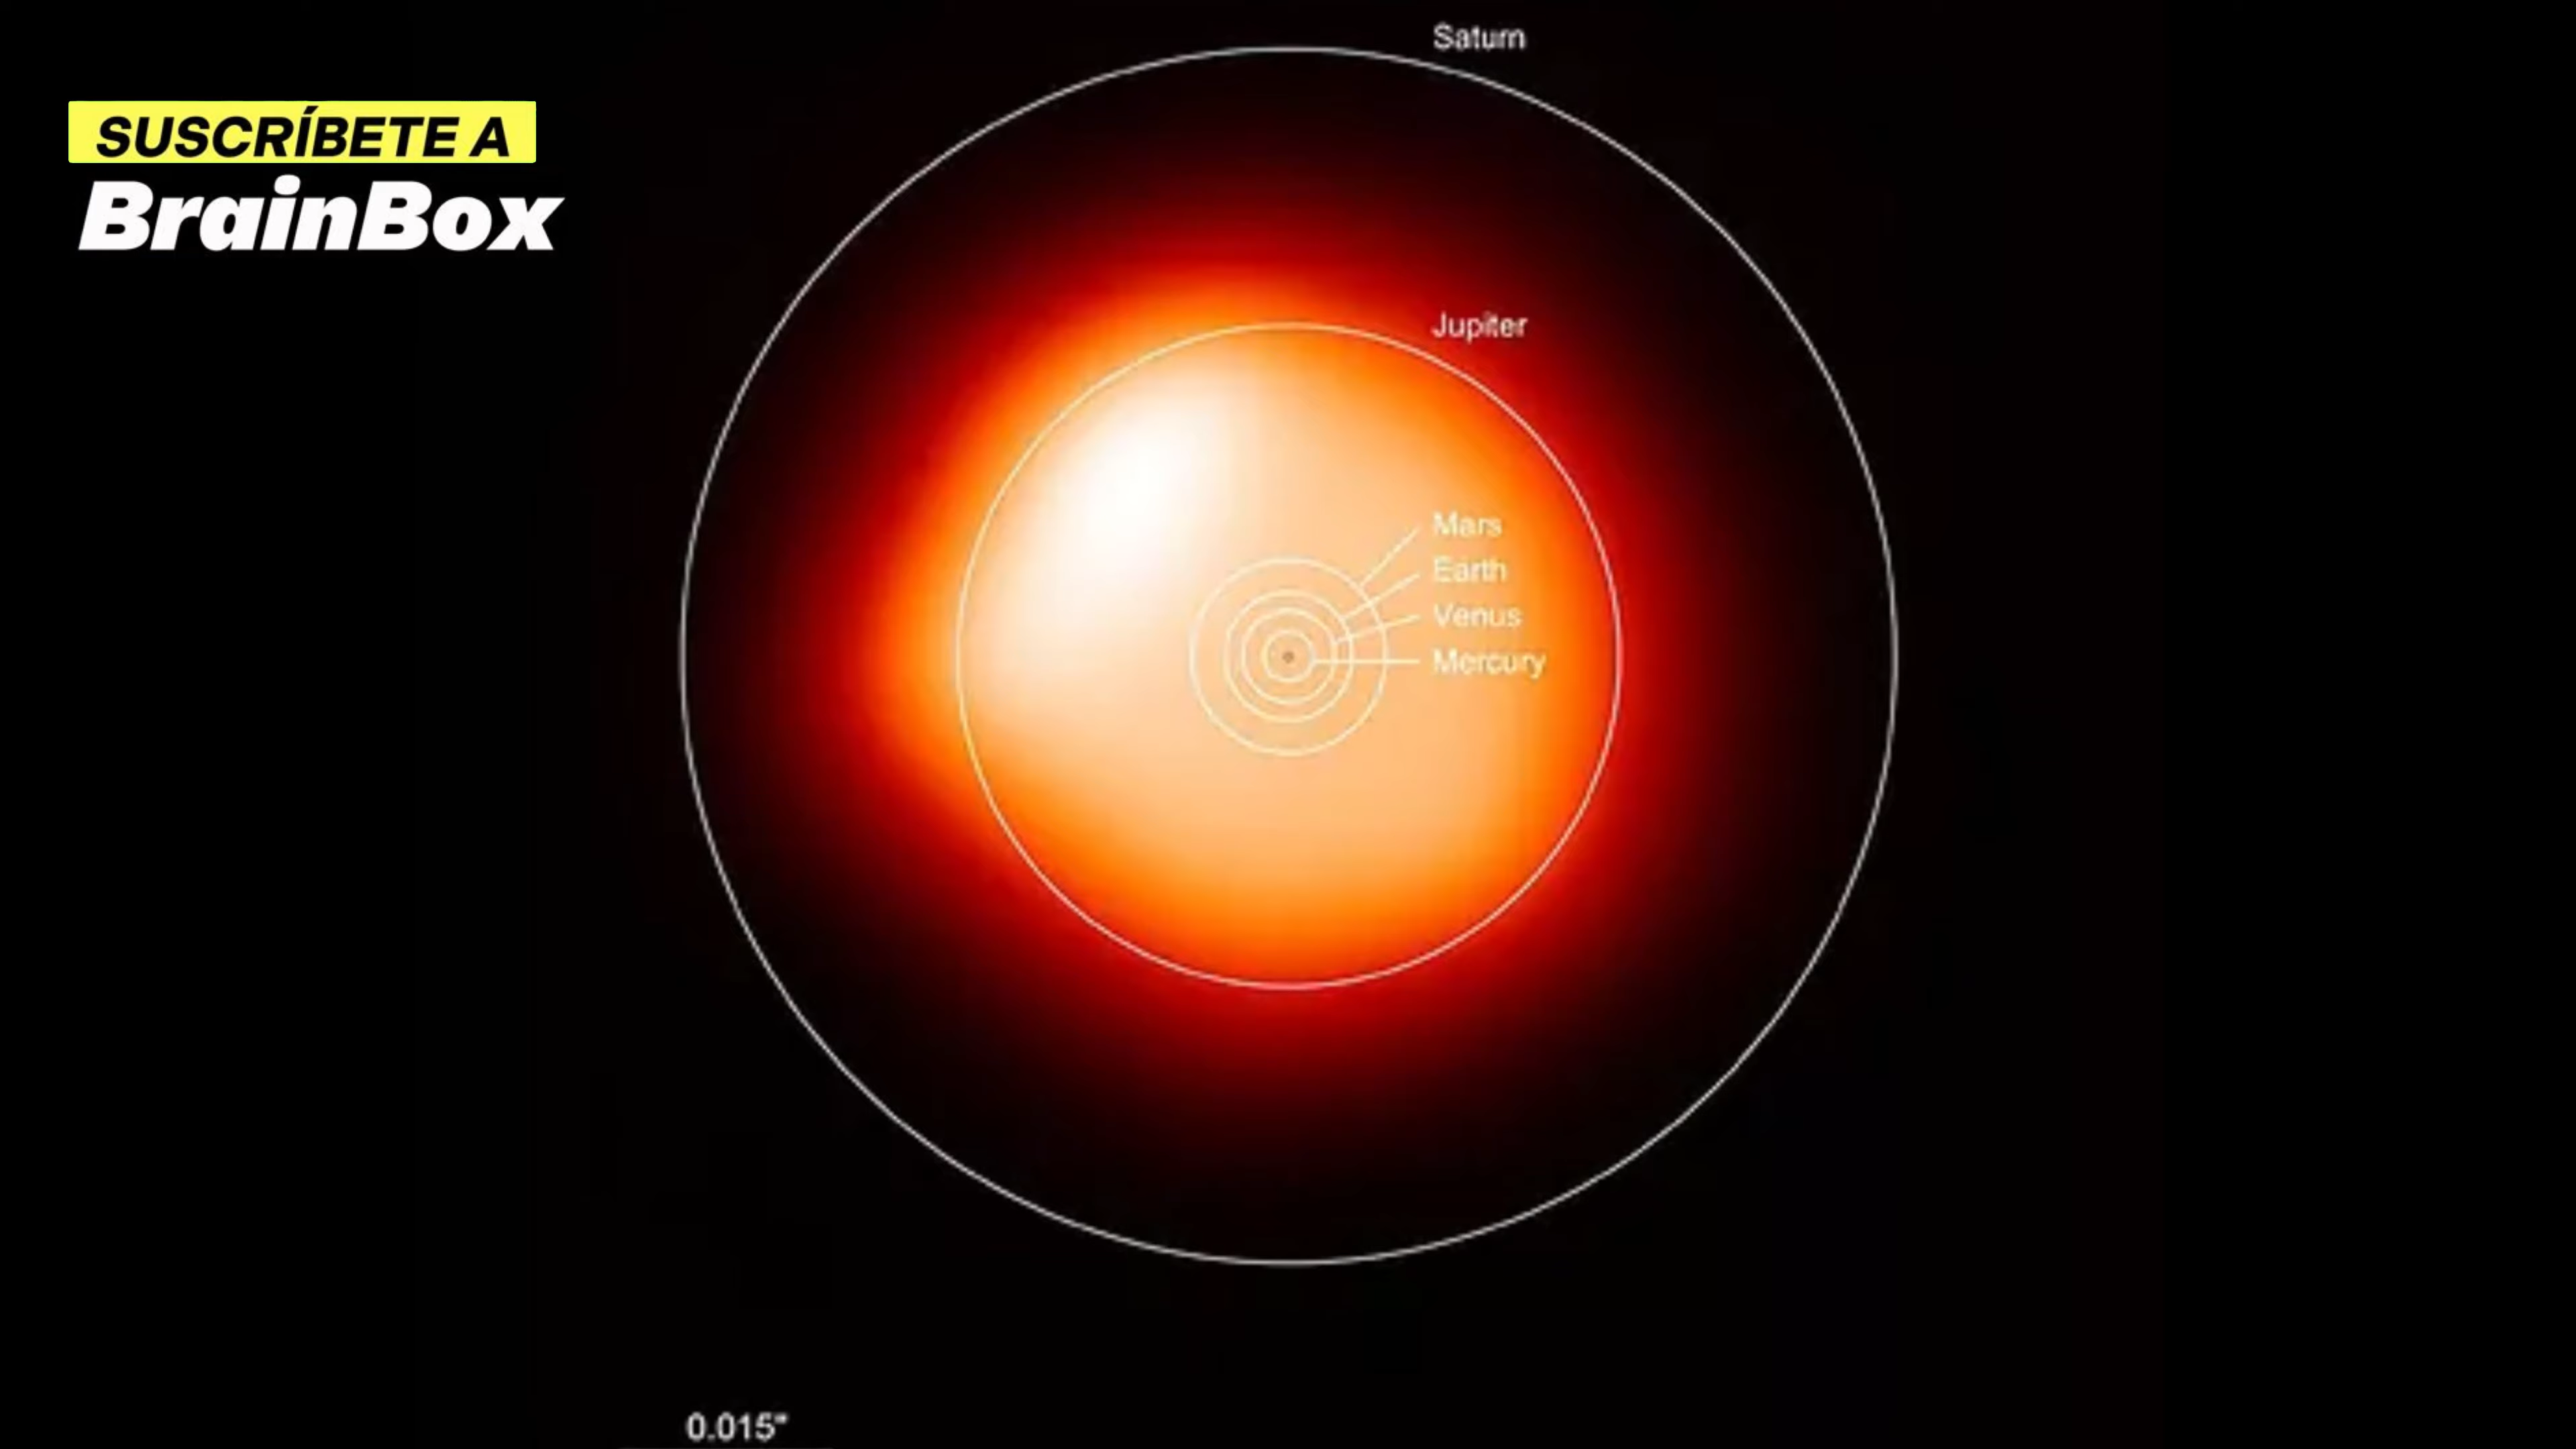 SUSCRÍBETE A
BrainBox
Saturn
Jupiter
Mars
Earth
Venus
Mercury
0.015"